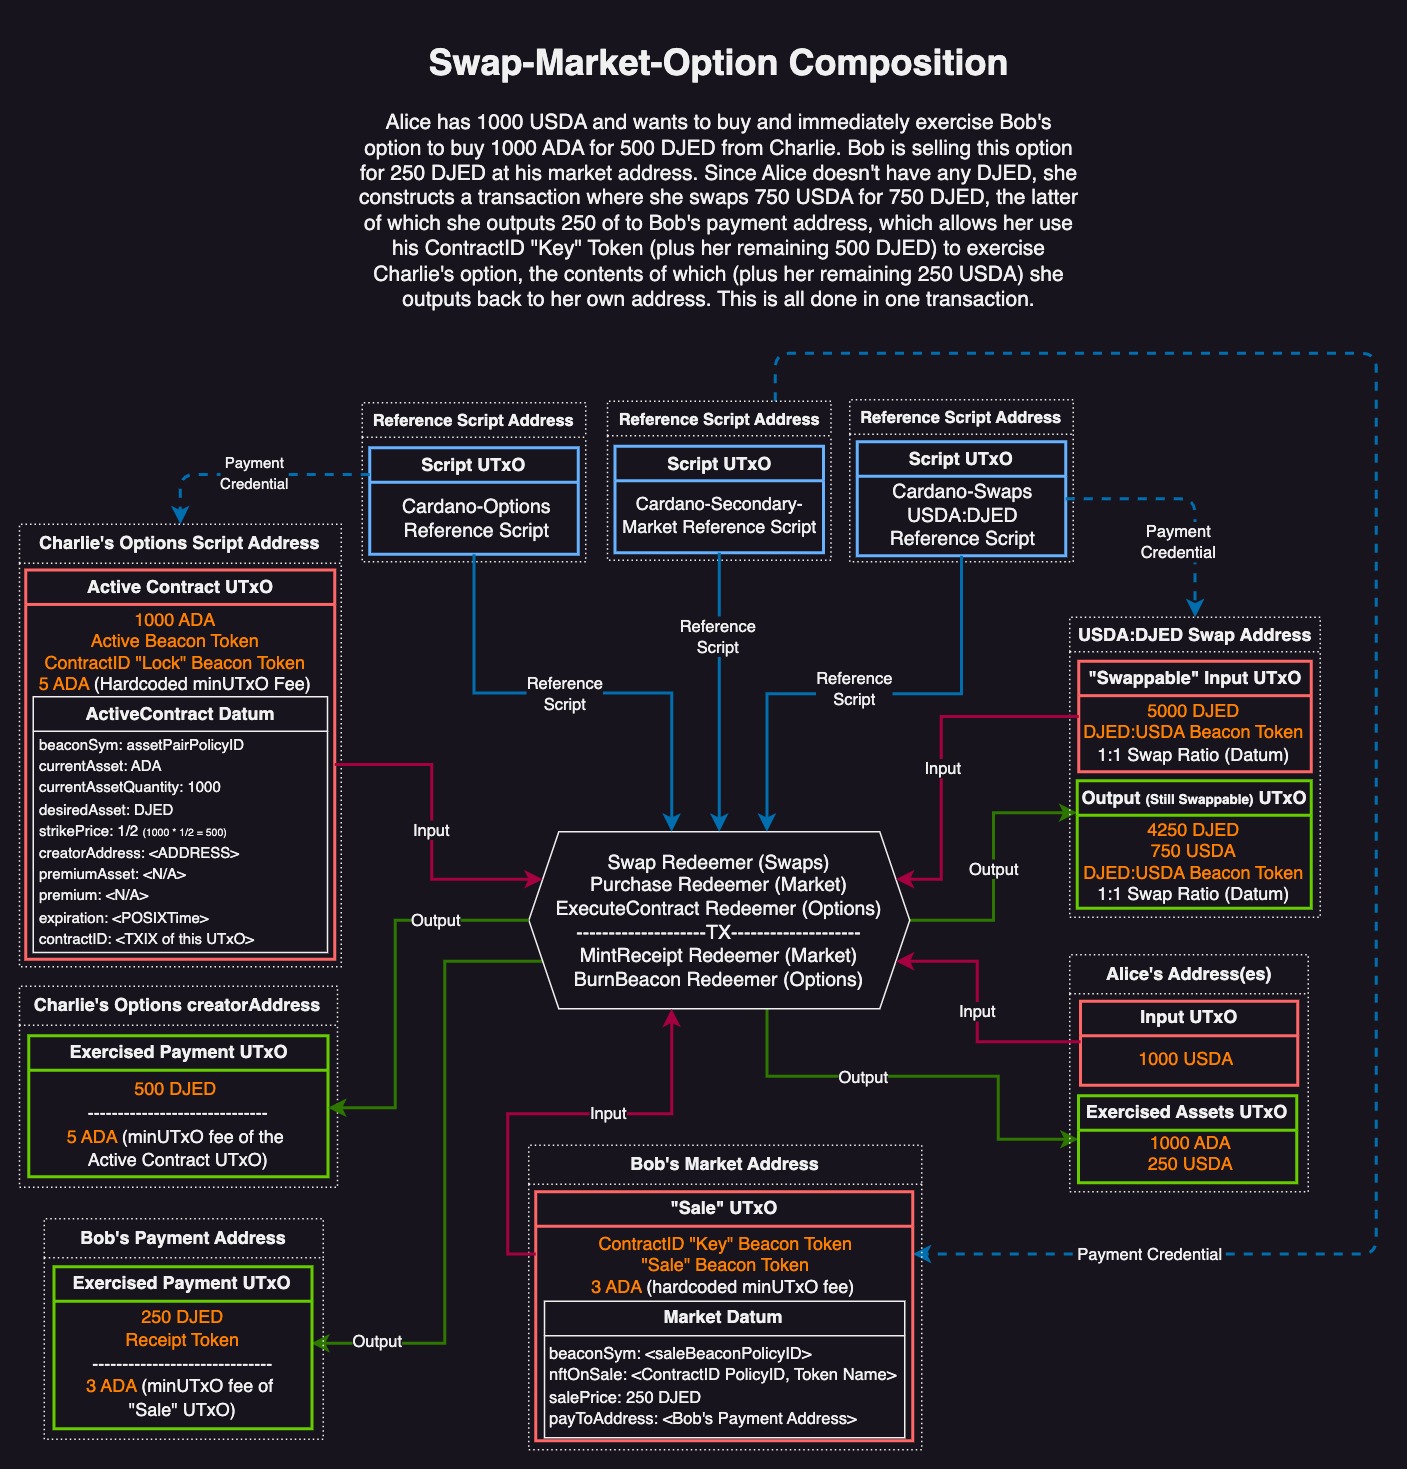 Swap-Market-Option Composition
Alice has 1000 USDA and wants to buy and immediately exercise Bob's
option to buy 1000 ADA for 500 DJED from Charlie. Bob is selling this option
for 250 DJED at his market address. Since Alice doesn't have any DJED, she
constructs a transaction where she swaps 750 USDA for 750 DJED, the latter
of which she outputs 250 of to Bob's payment address, which allows her use
his ContractID "Key" Token (plus her remaining 500 DJED) to exercise
Charlie's option, the contents of which (plus her remaining 250 USDA) she
outputs back to her own address. This is all done in one transaction.
Reference Script Address
Script UTxO
Cardano-Options
Reference Script
Reference Script Address
Script UTxO
Cardano-Secondary-
Market Reference Script
Reference Script Address
Script UTxO
Cardano-Swaps
USDA:DJED
Reference Script
Payment
Credential
Payment
Credential
Charlie's Options Script Address
Active Contract UTxO
1000 ADA
Active Beacon Token
ContractID "Lock" Beacon Token
5 ADA (Hardcoded minUTxO Fee)
ActiveContract Datum
beaconSym: assetPairPolicyID
currentAsset: ADA
currentAssetQuantity: 1000
desiredAsset: DJED
strikePrice: 1/2 (1000 * 1/2 = 500)
creatorAddress: <ADDRESS>
premiumAsset: <N/A>
premium: <N/A>
expiration: <POSIXTime>
contractID: <TXIX of this UTxO>
Reference
Script
Reference
Script
Reference
Script
USDA:DJED Swap Address
"Swappable" Input UTxO
5000 DJED
DJED:USDA Beacon Token
1:1 Swap Ratio (Datum)
Output (Still Swappable) UTxO
4250 DJED
750 USDA
DJED:USDA Beacon Token
1:1 Swap Ratio (Datum)
Input
Input
Output
Output
Swap Redeemer (Swaps)
Purchase Redeemer (Market)
ExecuteContract Redeemer (Options)
--------------------TX--------------------
MintReceipt Redeemer (Market)
BurnBeacon Redeemer (Options)
Alice's Address(es)
Input UTxO
1000 USDA
Exercised Assets UTxO
1000 ADA
250 USDA
Input
Output
Input
Charlie's Options creatorAddress
Exercised Payment UTxO
500 DJED
------------------------------
5 ADA (minUTxO fee of the
Active Contract UTxO)
Bob's Payment Address
Exercised Payment UTxO
250 DJED
Receipt Token
------------------------------
3 ADA (minUTxO fee of
"Sale" UTxO)
Output
Bob's Market Address
"Sale" UTxO
ContractID "Key" Beacon Token
"Sale" Beacon Token
3 ADA (hardcoded minUTxO fee)
Market Datum
beaconSym: <saleBeaconPolicyID>
nftOnSale: <ContractID PolicyID, Token Name>
salePrice: 250 DJED
payToAddress: <Bob's Payment Address>
Payment Credential